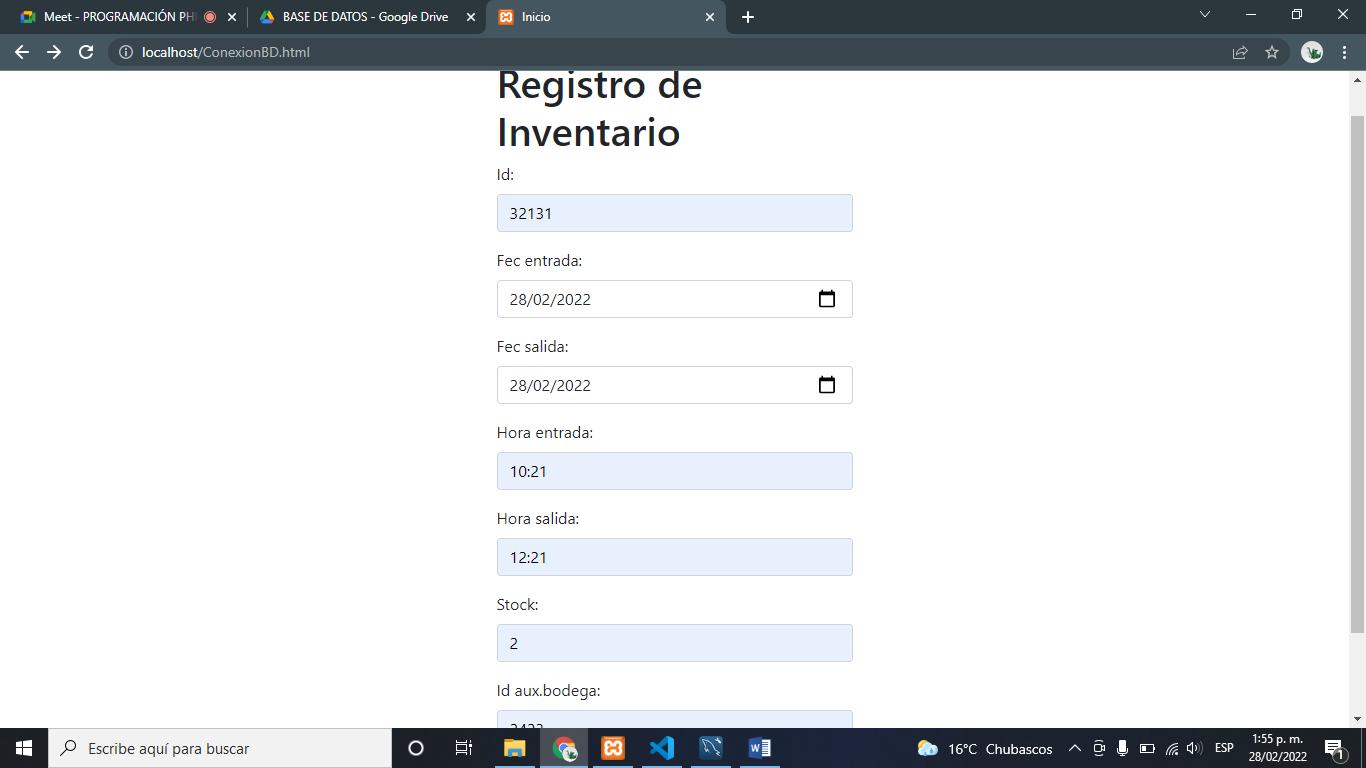 Meet - PROGRAMACIÓN PH
BASE DE DATOS - Google Drive
Inicio
localhost/ConexionBD.html
Registro de
Inventario
Id:
32131
Fec entrada:
28/02/2022
Fec salida:
28/02/2022
Hora entrada:
10:21
Hora salida:
12:21
Stock:
2
Id aux.bodega:
Escribe aquí para buscar
16°C Chubascos
ESP
1:55 p. m.
28/02/2022
1